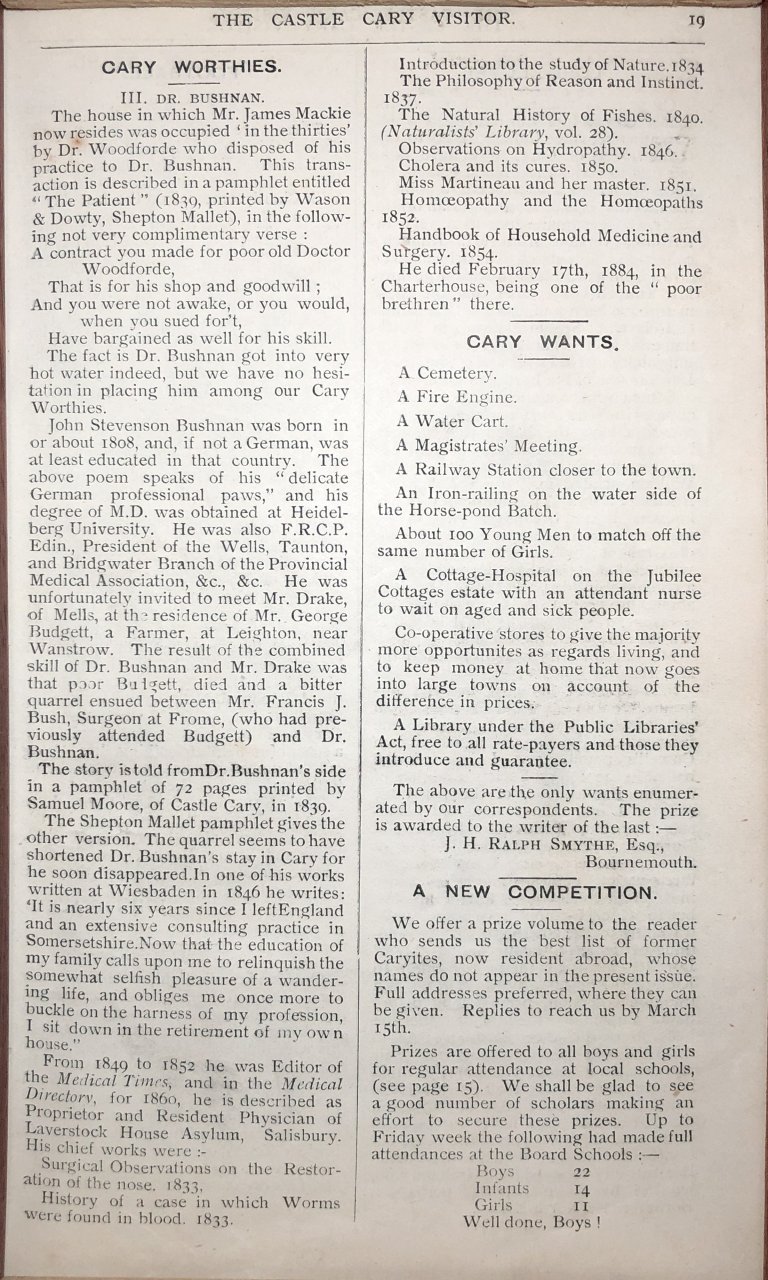 THE CASTLE CARY VISITOR. 19
CARY WORTHIES.
III. DR. BUSHNAN.
The house in which Mr. James Mackie
now resides was occupied ‘ in the thirties’
by Dr. Woodforde who disposed of his
practice to Dr. Bushnan. This trans-
action is described in a pamphlet entitled
“ The Patient ” (1839, printed by Wason
& Dowty, Shepton Mallet), in the follow-
ing not very complimentary verse :
A contract you made for poor old Doctor
Woodforde,
That is for his shop and goodwill ;
And you were not awake, or you would,
when you sued for't,
Have bargained as well for his skill.
The fact is Dr. Bushnan got into very
hot water indeed, but we have no hesi-
tation in placing him among our Cary
Worthies.
John Stevenson Bushnan was born in
or about 1808, and, if not a German, was
at least educated in that country. The
above poem speaks of his “ delicate
German professional paws,” and his
degree of M.D. was obtained at Heidel-
berg University. He was also F.R.C.P.
Edin., President of the Wells, Taunton,
and Bridgwater Branch of the Provincial
Medical Association, &c., &c. He was
unfortunately invited to meet Mr. Drake,
of Mells, at the residence of Mr. George
Budgett, a Farmer, at Leighton, near
Wanstrow. The result of the combined
skill of Dr. Bushnan and Mr. Drake was
that poor Budgett, died and a bitter
quarrel ensued between Mr. Francis J.
Bush, Surgeon at Frome, (who had pre-
viously attended Budgett) and Dr.
Bushnan.
The story is told fromDr.Bushnan's side
in a pamphlet of 72 pages printed by
Samuel Moore, of Castle Cary, in 1839.
The Shepton Mallet pamphlet gives the
other version. The quarrel seems to have
shortened Dr. Bushnan's stay in Cary for
he soon disappeared.In one of his works
written at Wiesbaden in 1846 he writes:
‘It is nearly six years since I leftEngland
and an extensive consulting practice in
Somersetshire.Now that the education of
my family calls upon me to relinquish the
somewhat selfish pleasure of a wander-
ing life, and obliges me once more to
buckle on the harness of my profession,
I sit down in the retirement of my own
house.”
From 1849 to 1852 he was Editor of
the Medical Times, and in the Medical
Directory, for 1860, he is described as
Proprietor and Resident Physician of
Laverstock House Asylum, Salisbury.
His chief works were :-
Surgical Observations on the Restor-
ation of the nose. 1833.
History of a case in which Worms
were found in blood. 1833.
Introduction to the study of Nature.1834
The Philosophy of Reason and Instinct.
1837.
The Natural History of Fishes. 1840.
(Naturalists' Library, vol. 28).
Observations on Hydropathy. 1846.
Cholera and its cures. 1850.
Miss Martineau and her master. 1851.
Homœopathy and the Homœopaths
1852.
Handbook of Household Medicine and
Surgery. 1854.
He died February 17th, 1884, in the
Charterhouse, being one of the “ poor
brethren ” there.
CARY WANTS.
A Cemetery.
A Fire Engine.
A Water Cart.
A Magistrates' Meeting.
A Railway Station closer to the town.
An Iron-railing on the water side of
the Horse-pond Batch.
About 100 Young Men to match off the
same number of Girls.
A Cottage-Hospital on the Jubilee
Cottages estate with an attendant nurse
to wait on aged and sick people.
Co-operative stores to give the majority
more opportunites as regards living, and
to keep money at home that now goes
into large towns on account of the
difference in prices.
A Library under the Public Libraries'
Act, free to all rate-payers and those they
introduce and guarantee.
The above are the only wants enumer-
ated by our correspondents. The prize
is awarded to the writer of the last :—
J. H. RALPH SMYTHE, Esq.,
Bournemouth.
A NEW COMPETITION.
We offer a prize volume to the reader
who sends us the best list of former
Caryites, now resident abroad, whose
names do not appear in the present issue.
Full addresses preferred, where they can
be given. Replies to reach us by March
15th.
Prizes are offered to all boys and girls
for regular attendance at local schools,
(see page 15). We shall be glad to see
a good number of scholars making an
effort to secure these prizes. Up to
Friday week the following had made full
attendances at the Board Schools :—
Boys 22
Infants 14
Girls 11
Well done, Boys !